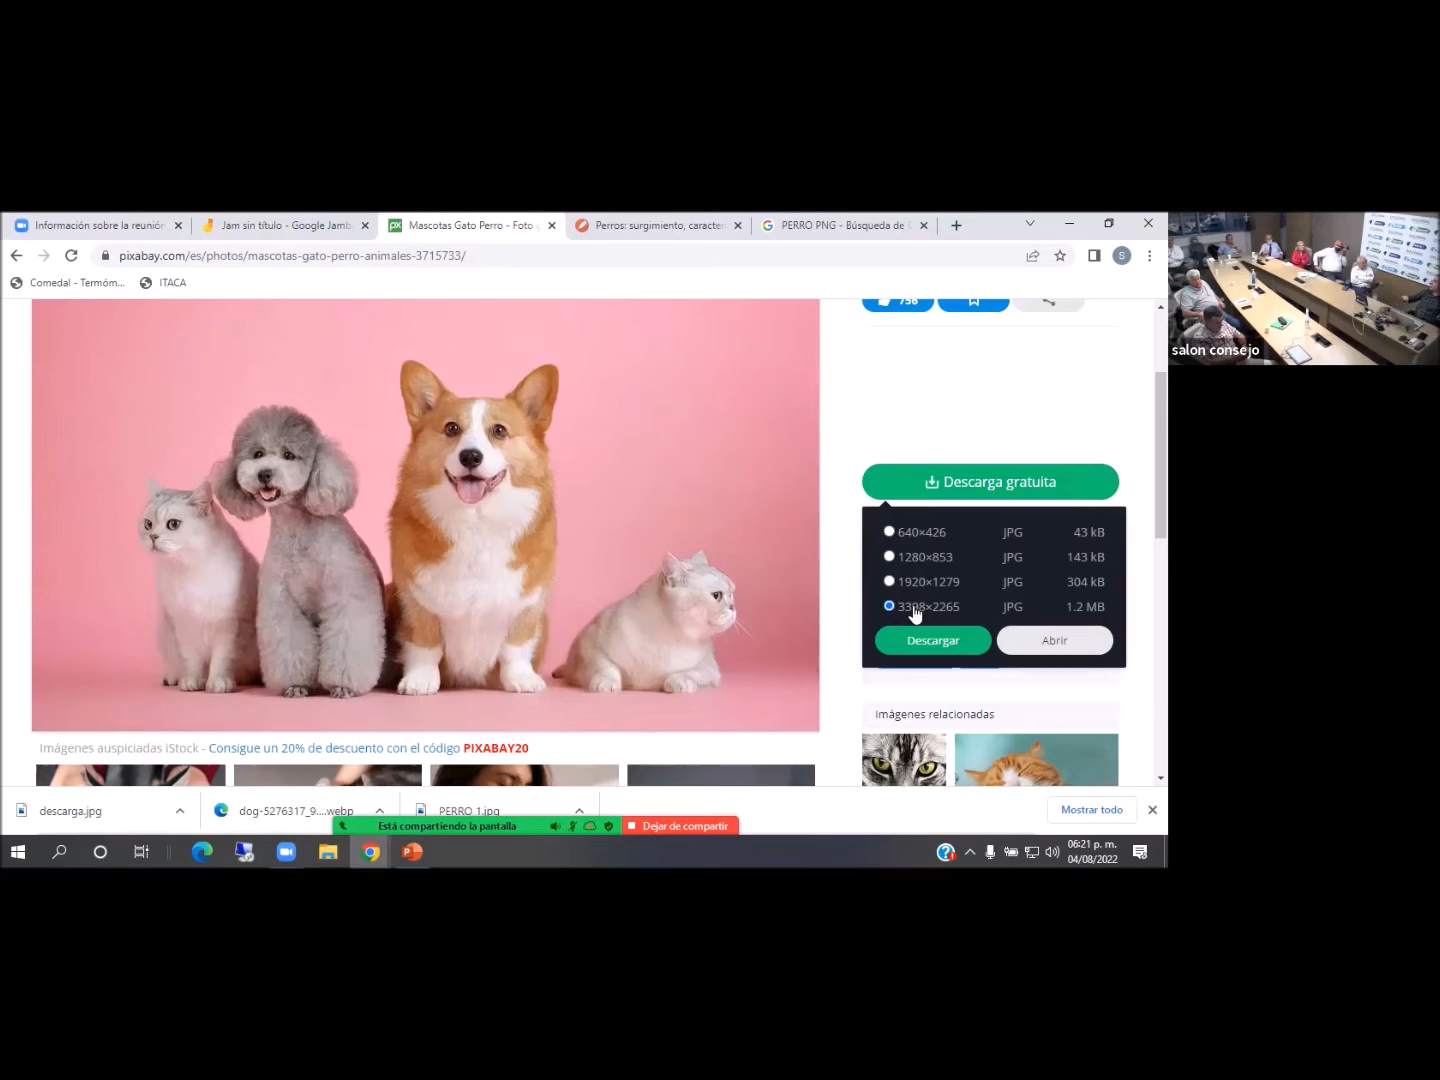 Información sobre la reunión
Jam sin título - Google Jamb
Mascotas Gato Perro - Foto
Perros: surgimiento, caracte
PERRO PNG - Búsqueda de
pixabay.com/es/photos/mascotas-gato-perro-animales-3715733/
S
Comedal - Termóm...
ITACA
756
salon consejo
Descarga gratuita
640×426 JPG 43 kB
1280×853 JPG 143 kB
1920×1279 JPG 304 kB
×2265 JPG 1.2 MB
Descargar
Abrir
Imágenes relacionadas
Imágenes auspiciadas iStock - Consigue un 20% de descuento con el código PIXABAY20
descarga.jpg
dog-5276317_9....webp
PERRO 1.jpg
Mostrar todo
Está compartiendo la pantalla
Dejar de compartir
06:21 p. m.
04/08/2022